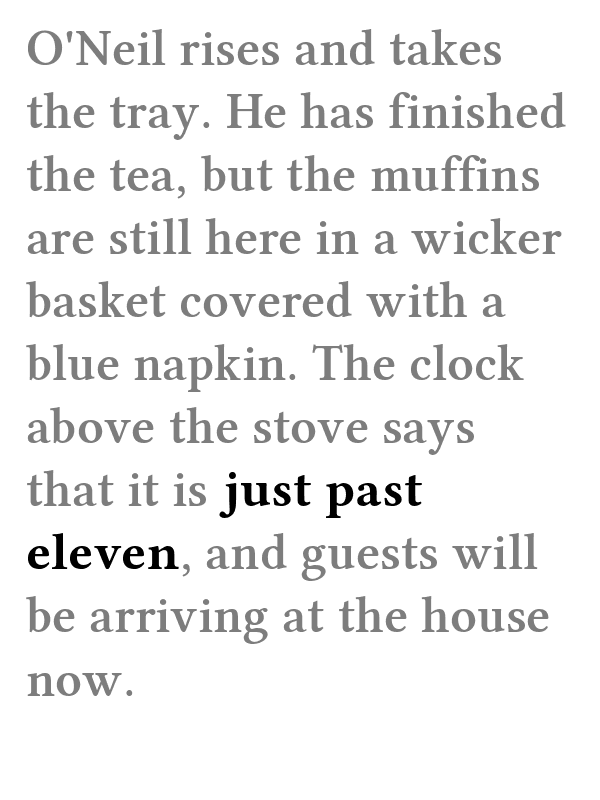 O'Neil rises and takes
the tray. He has finished
the tea, but the muffins
are still here in a wicker
basket covered with a
blue napkin. The clock
above the stove says
that it is just past
eleven, and guests will
be arriving at the house
now.